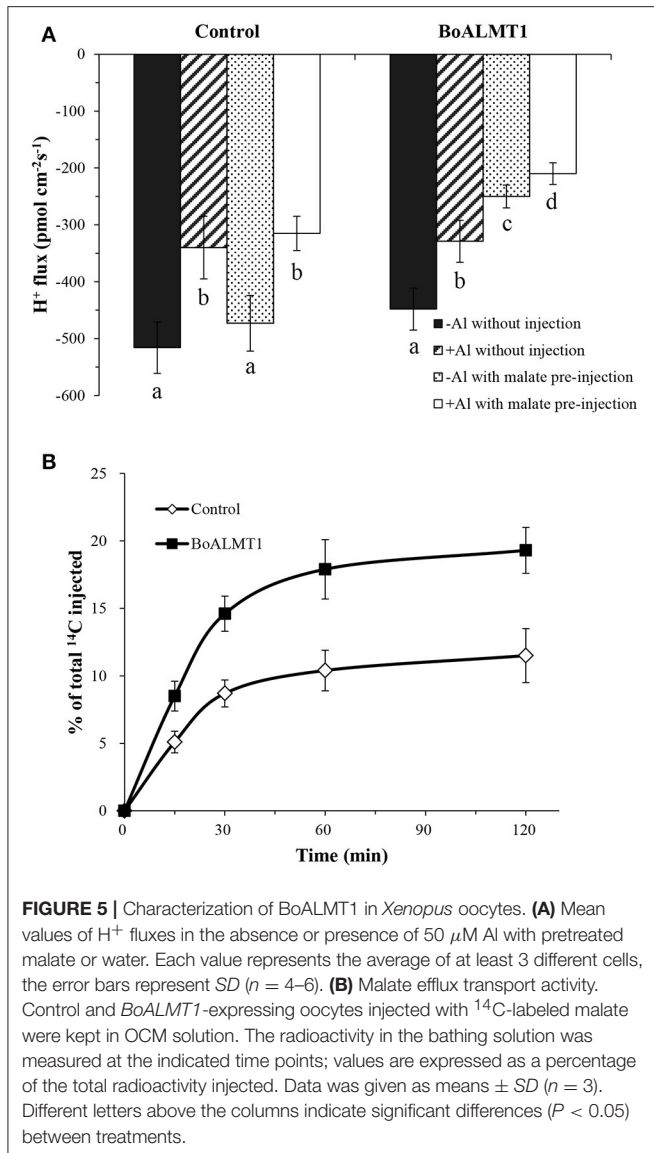 A
Control
BoALMT1
0
-100
-200
-300
-400
-500
-600
H⁺ flux (pmol cm⁻²s⁻¹)
a
b
a
b
a
b
c
d
-Al without injection
+Al without injection
-Al with malate pre-injection
+Al with malate pre-injection
B
25
20
15
10
5
0
% of total ¹⁴C injected
Control
BoALMT1
0
30
60
90
120
Time (min)
FIGURE 5 | Characterization of BoALMT1 in Xenopus oocytes. (A) Mean
values of H⁺ fluxes in the absence or presence of 50 μM Al with pretreated
malate or water. Each value represents the average of at least 3 different cells,
the error bars represent SD (n = 4–6). (B) Malate efflux transport activity.
Control and BoALMT1-expressing oocytes injected with ¹⁴C-labeled malate
were kept in OCM solution. The radioactivity in the bathing solution was
measured at the indicated time points; values are expressed as a percentage
of the total radioactivity injected. Data was given as means ± SD (n = 3).
Different letters above the columns indicate significant differences (P < 0.05)
between treatments.